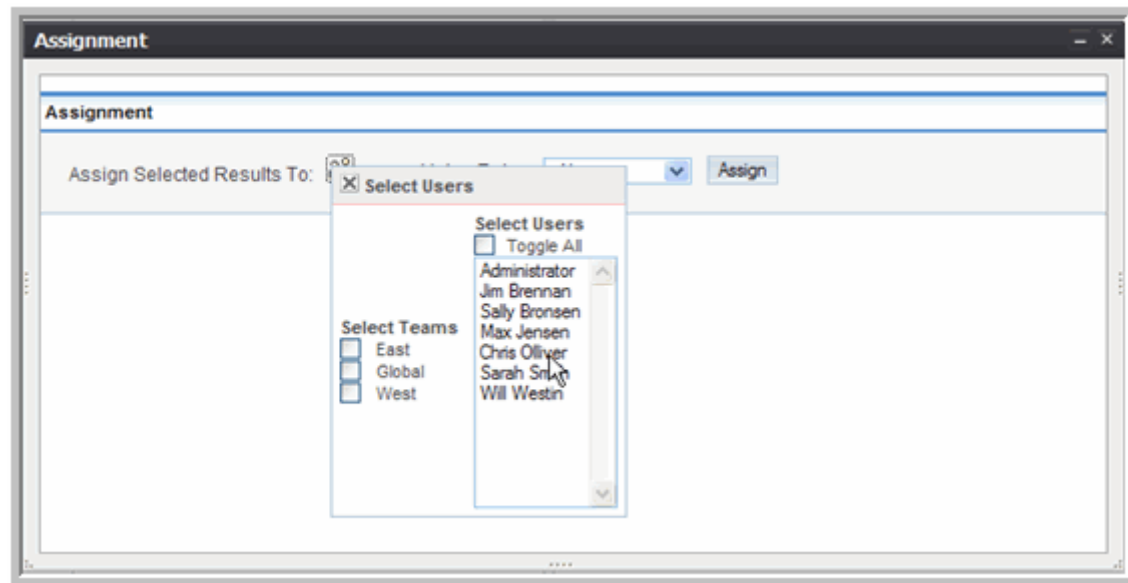 Assignment
Assignment
Assign Selected Results To:
Assign
Select Users
Select Users
Toggle All
Administrator
Jim Brennan
Sally Bronsen
Select Teams
Max Jensen
East
Chris Olliver
Global
Sarah
West
Will Westin